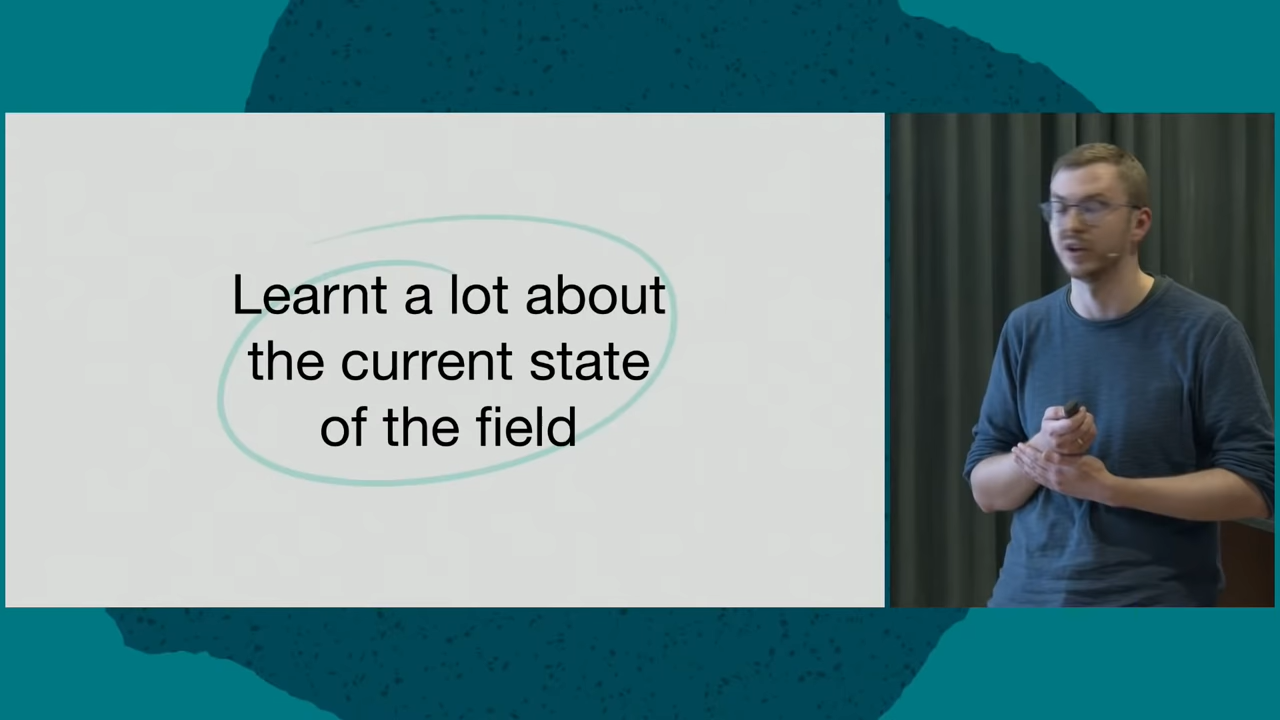 Learnt a lot about
the current state
of the field